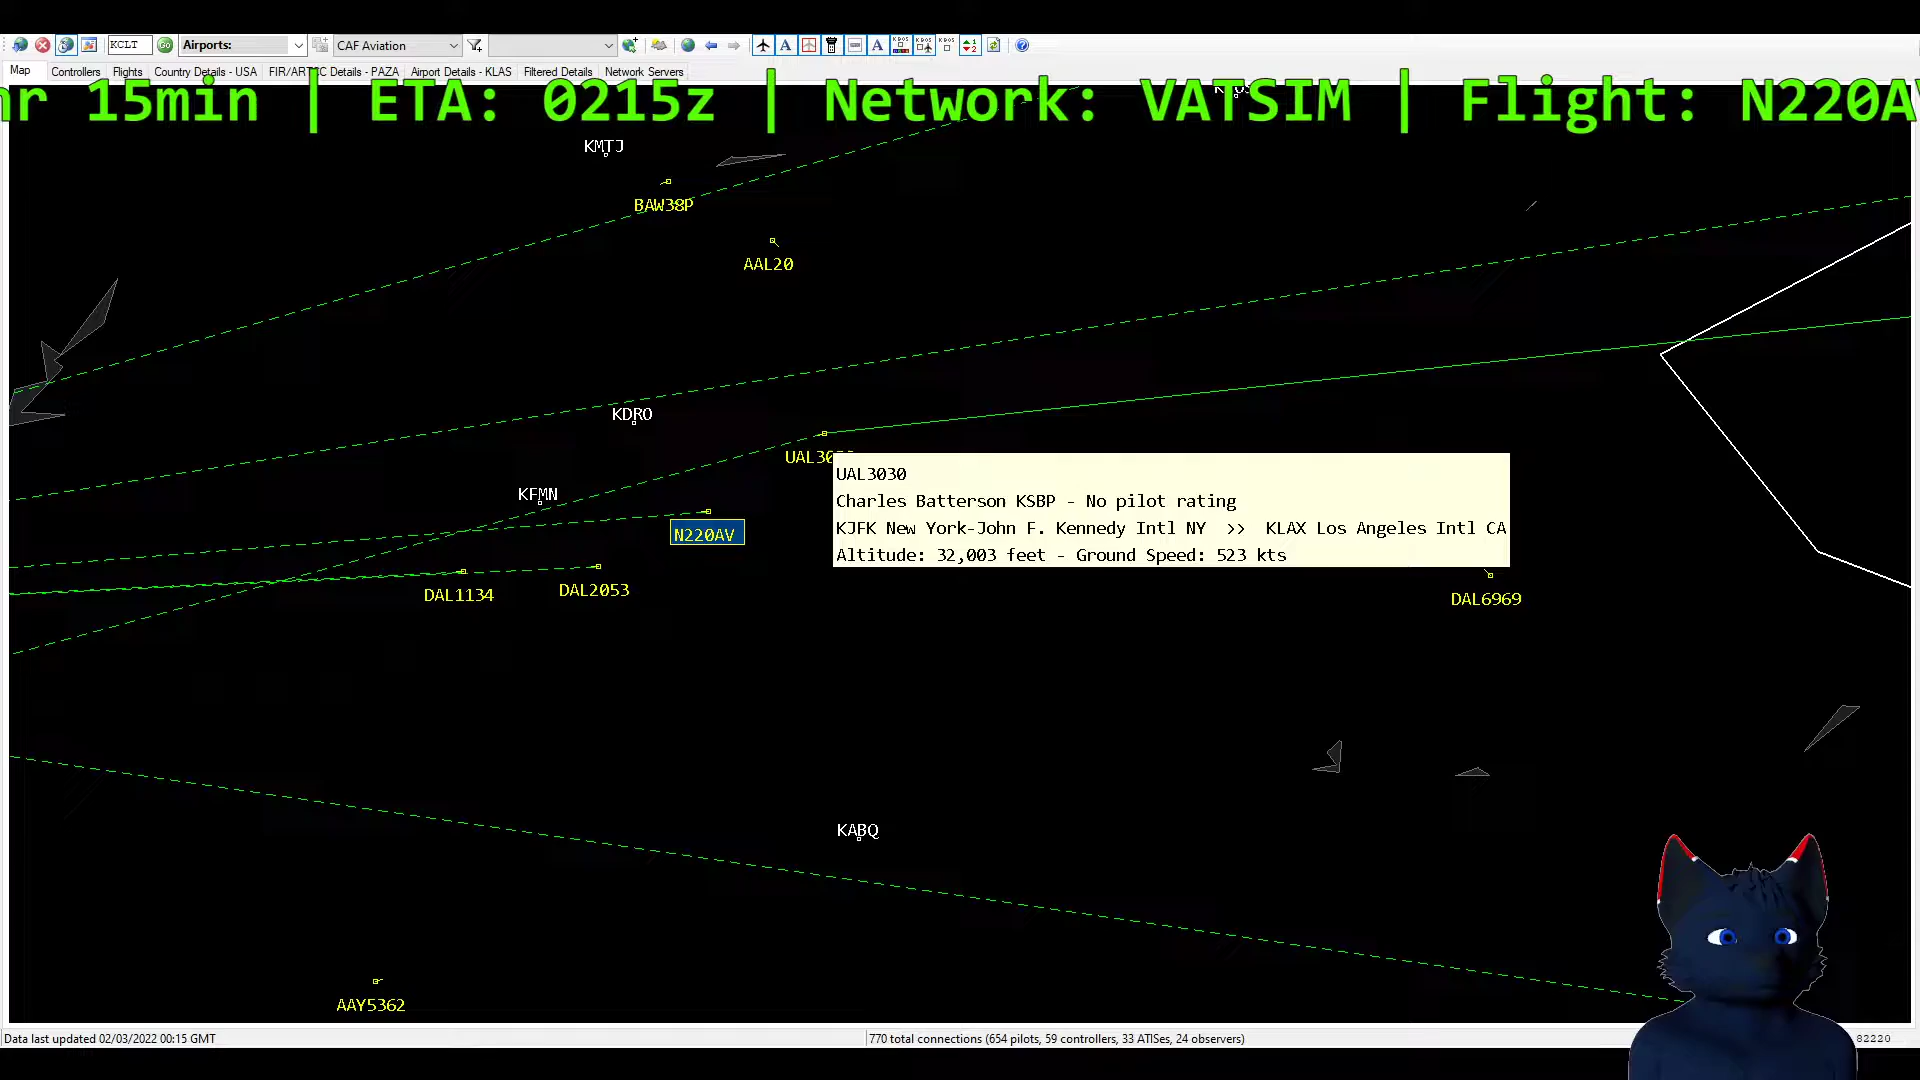 KCLT Airports: CAF Aviation
Map Controllers Flights Country Details - USA FIR/ARTCC Details - PAZA Airport Details - KLAS Filtered Details Network Servers
hr 15min | ETA: 0215z | Network: VATSIM | Flight: N220AV
KMTJ
BAW38P
AAL20
KDRO
UAL30
UAL3030
Charles Batterson KSBP - No pilot rating
KJFK New York-John F. Kennedy Intl NY >> KLAX Los Angeles Intl CA
Altitude: 32,003 feet - Ground Speed: 523 kts
KFMN
N220AV
DAL1134
DAL2053
DAL6969
KABQ
AAY5362
Data last updated 02/03/2022 00:15 GMT
770 total connections (654 pilots, 59 controllers, 33 ATISes, 24 observers)
82220